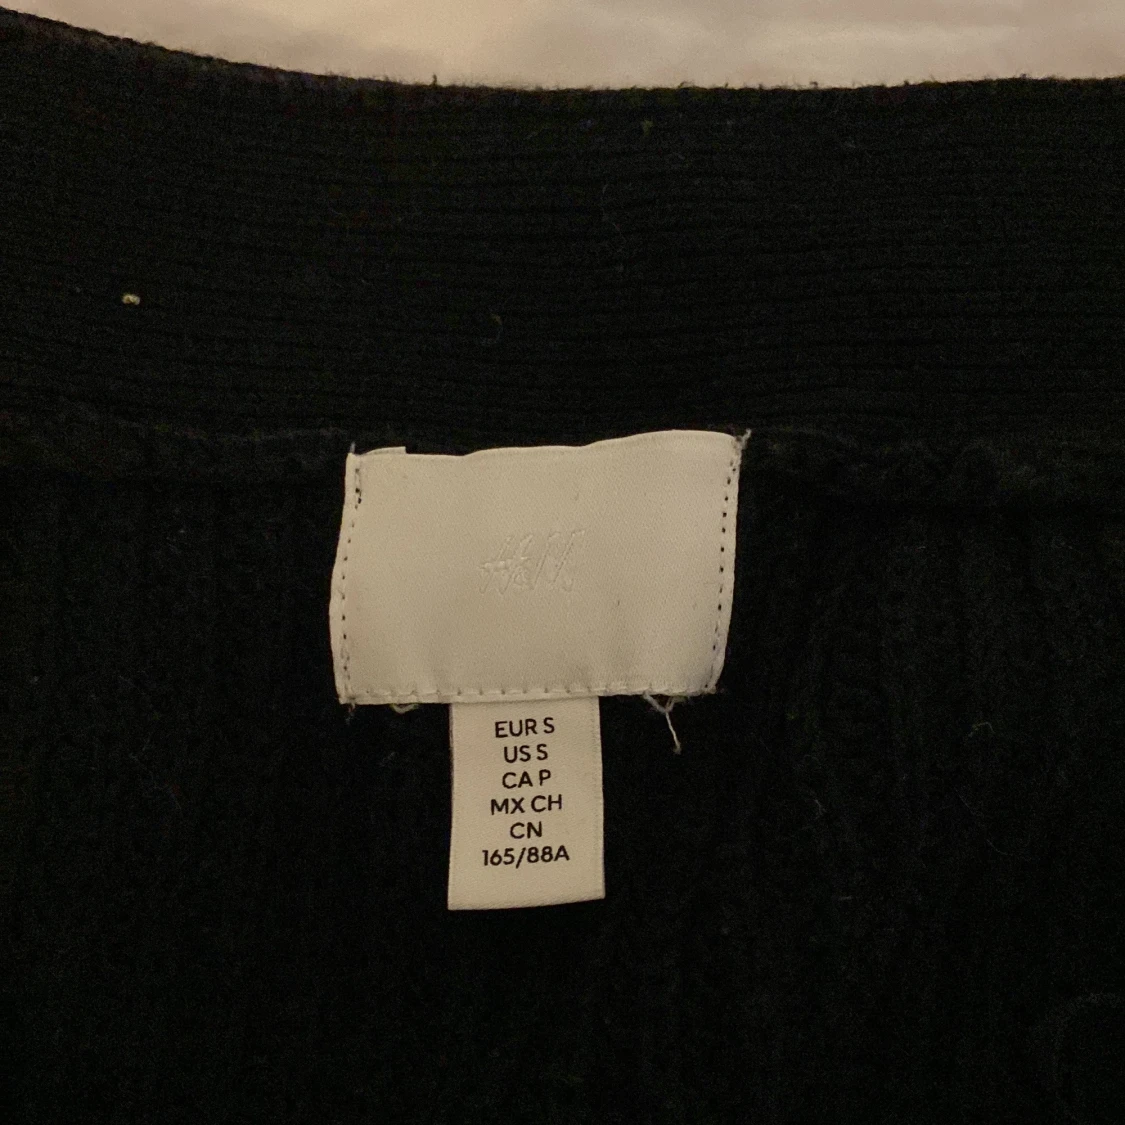 H&M
EUR S
US S
CA P
MX CH
CN
165/88A